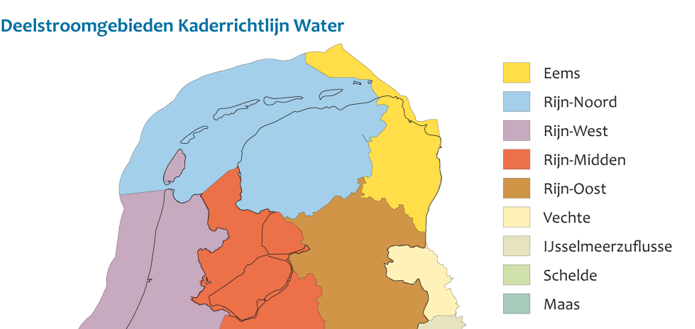 Deelstroomgebieden Kaderrichtlijn Water
Eems
Rijn-Noord
Rijn-West
Rijn-Midden
Rijn-Oost
Vechte
IJsselmeerzuflusse
Schelde
Maas